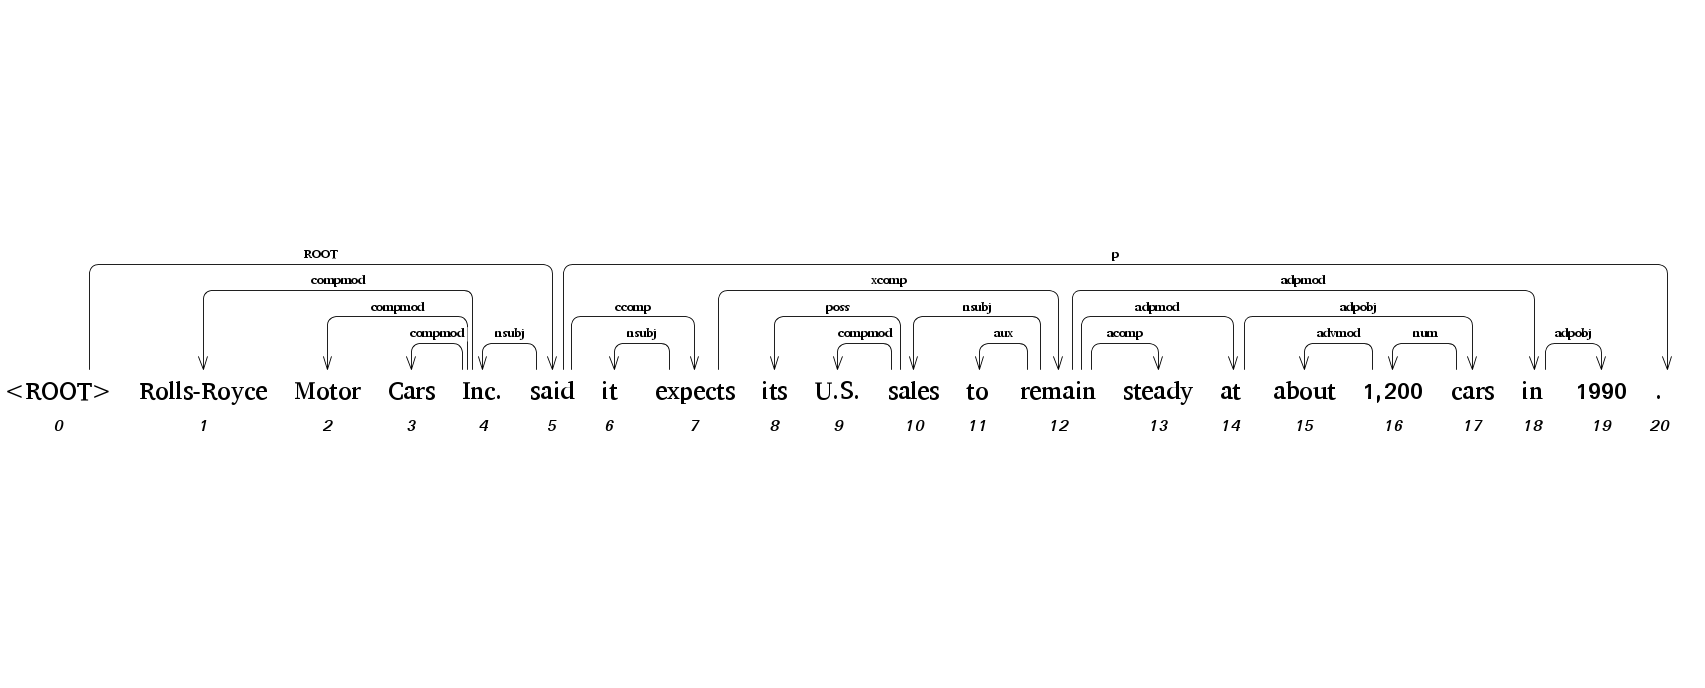 ROOT p
compmod xcomp adpmod
compmod ccomp poss nsubj adpmod adpobj
compmod nsubj nsubj compmod aux acomp advmod num adpobj
<ROOT> Rolls-Royce Motor Cars Inc. said it expects its U.S. sales to remain steady at about 1,200 cars in 1990 .
0 1 2 3 4 5 6 7 8 9 10 11 12 13 14 15 16 17 18 19 20